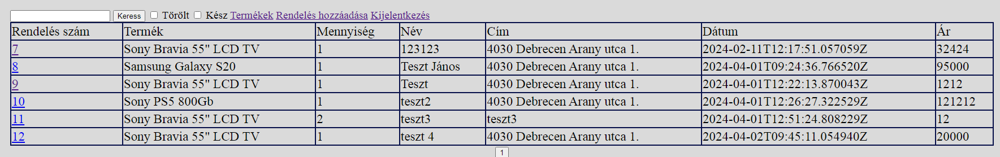 Keress Törölt Kész Termékek Rendelés hozzáadása Kijelentkezés
Rendelés szám Termék Mennyiség Név Cím Dátum Ár
7 Sony Bravia 55" LCD TV 1 123123 4030 Debrecen Arany utca 1. 2024-02-11T12:17:51.057059Z 32424
8 Samsung Galaxy S20 1 Teszt János 4030 Debrecen Arany utca 1. 2024-04-01T09:24:36.766520Z 95000
9 Sony Bravia 55" LCD TV 1 Teszt 4030 Debrecen Arany utca 1. 2024-04-01T12:22:13.870043Z 1212
10 Sony PS5 800Gb 1 teszt2 4030 Debrecen Arany utca 1. 2024-04-01T12:26:27.322529Z 121212
11 Sony Bravia 55" LCD TV 2 teszt3 teszt3 2024-04-01T12:51:24.808229Z 12
12 Sony Bravia 55" LCD TV 1 teszt 4 4030 Debrecen Arany utca 1. 2024-04-02T09:45:11.054940Z 20000
1